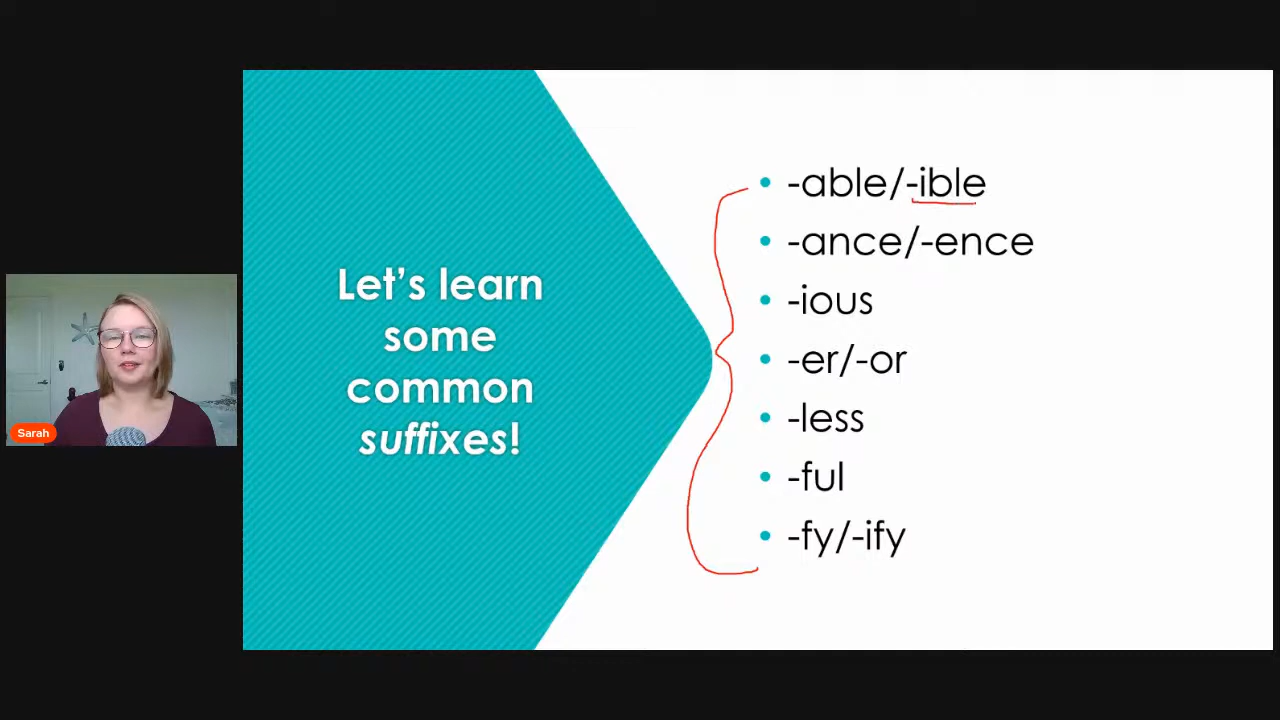 Let's learn
some
common
suffixes!
-able/-ible
-ance/-ence
-ious
-er/-or
-less
-ful
-fy/-ify
Sarah